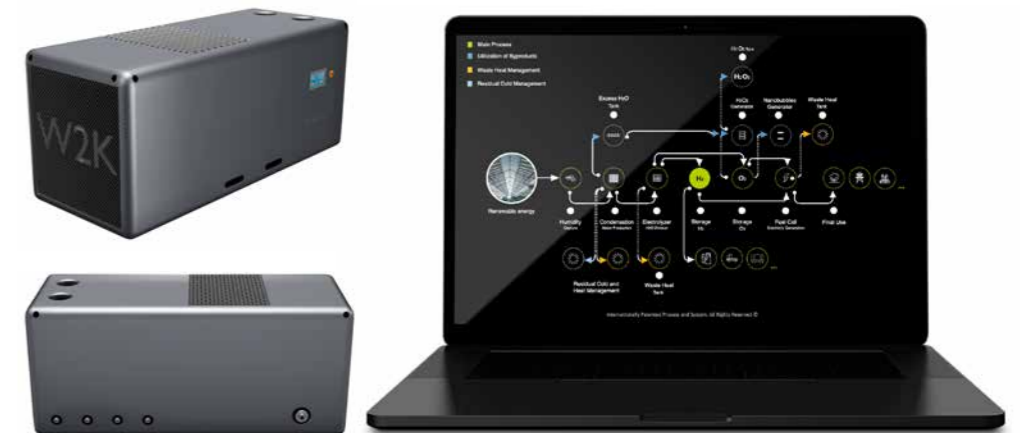 W2K
Main Process
Utilization of Byproducts
Waste Heat Management
Residual Cold Management
H₂O₂
Excess H₂O
Tank
H₂O₂
Generator
Nanobubbles
Generator
Waste Heat
Tank
Renewable energy
H₂
O₂
Humidity
Capture
Condensation
Water Production
Electrolyzer
Storage
H₂
Storage
O₂
Fuel Cell
Electricity Generation
Final Use
Residual Cold and
Heat Management
Waste Heat
Tank
Internationally Patented Process and System. All Rights Reserved ©